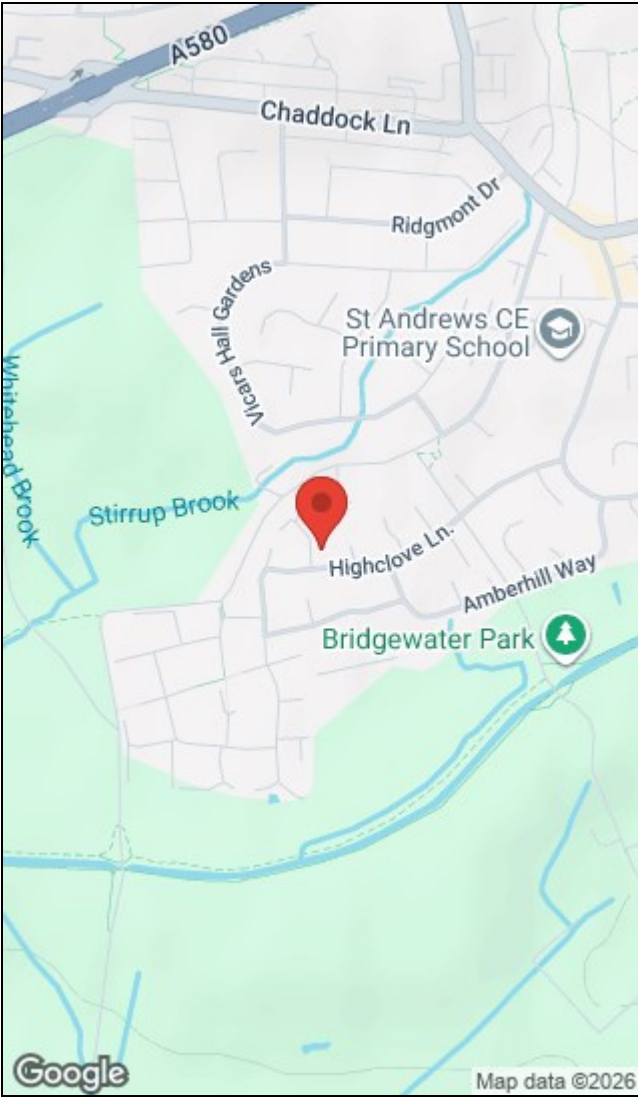 A580
Chaddock Ln
Ridgmont Dr
Vicars Hall Gardens
St Andrews CE
Primary School
Whitehead Brook
Stirrup Brook
Highclove Ln.
Amberhill Way
Bridgewater Park
Google
Map data ©2026